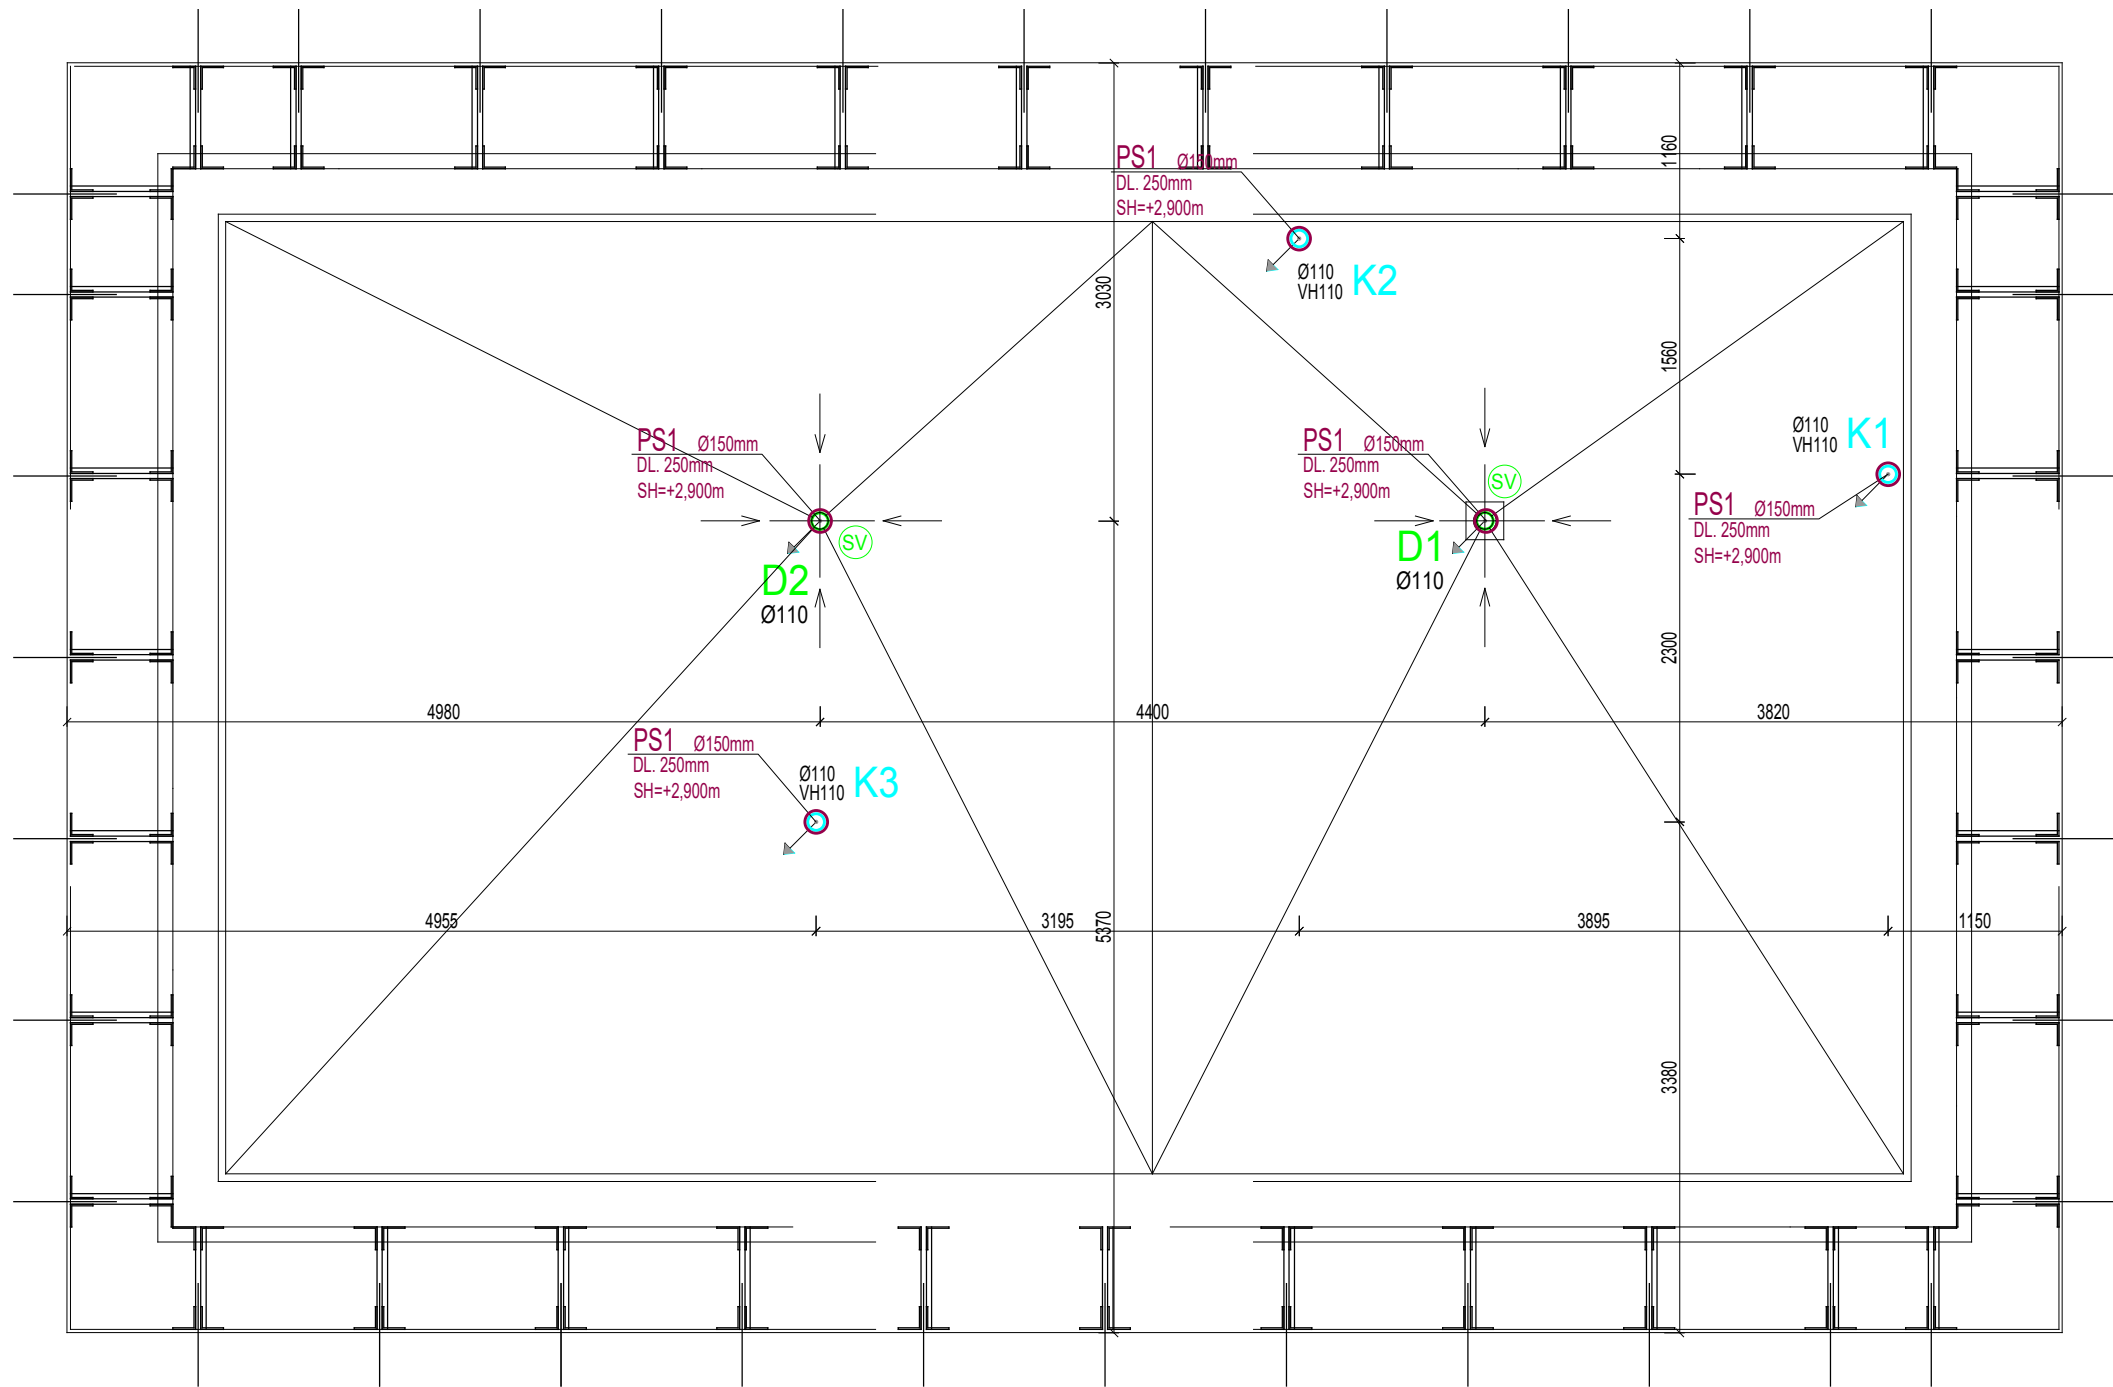 1160
PS1 Ø150mm
DL. 250mm
SH=+2,900m
Ø110
VH110
K2
3030
1560
Ø110
VH110
K1
PS1 Ø150mm
DL. 250mm
SH=+2,900m
SV
D2
Ø110
PS1 Ø150mm
DL. 250mm
SH=+2,900m
SV
D1
Ø110
PS1 Ø150mm
DL. 250mm
SH=+2,900m
2300
4980
4400
3820
PS1 Ø150mm
DL. 250mm
SH=+2,900m
Ø110
VH110
K3
4955
3195
5370
3895
1150
3380